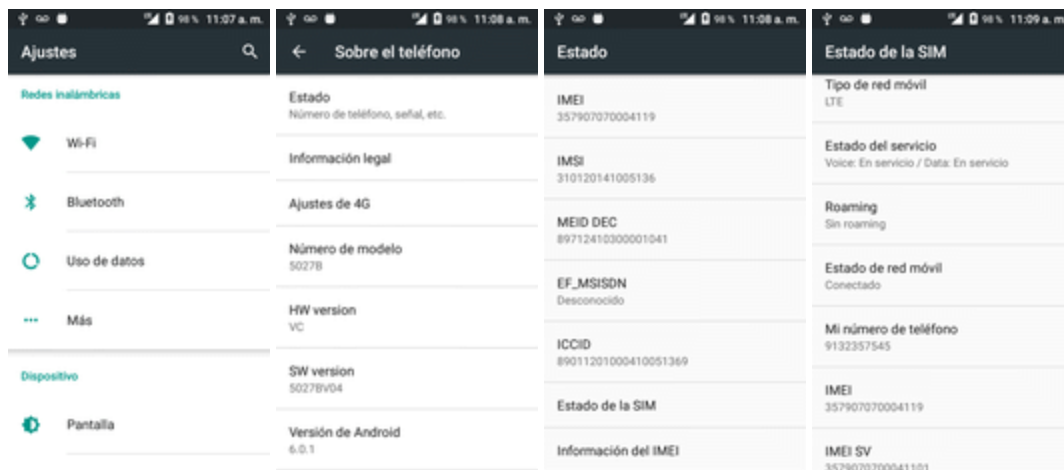 98 % 11:07 a. m.
Ajustes
Redes inalámbricas
Wi-Fi
Bluetooth
Uso de datos
Más
Dispositivo
Pantalla
98 % 11:08 a. m.
Sobre el teléfono
Estado
Número de teléfono, señal, etc.
Información legal
Ajustes de 4G
Número de modelo
5027B
HW version
VC
SW version
5027BV04
Versión de Android
6.0.1
98 % 11:08 a. m.
Estado
IMEI
357907070004119
IMSI
310120141005136
MEID DEC
89712410300001041
EF_MSISDN
Desconocido
ICCID
89011201000410051369
Estado de la SIM
Información del IMEI
98 % 11:09 a. m
Estado de la SIM
Tipo de red móvil
LTE
Estado del servicio
Voice: En servicio / Data: En servicio
Roaming
Sin roaming
Estado de red móvil
Conectado
Mi número de teléfono
9132357545
IMEI
357907070004119
IMEI SV
3579070700041101